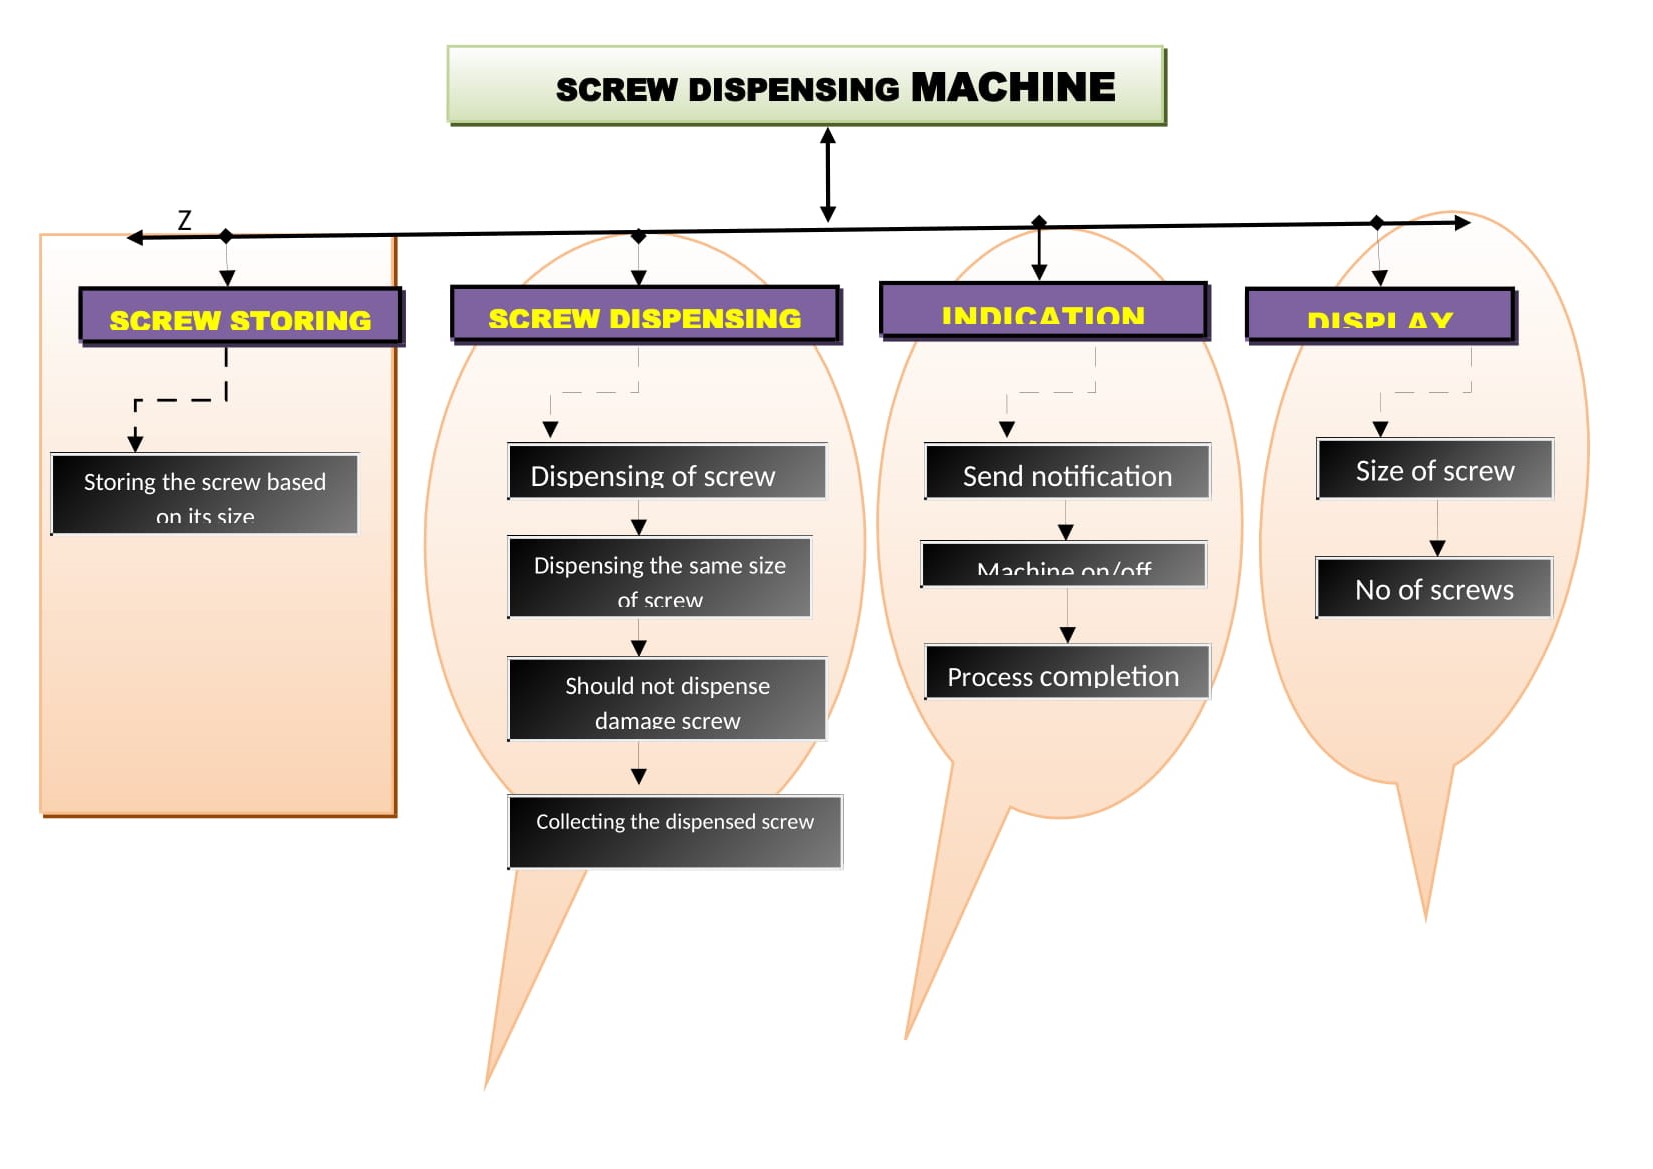 SCREW DISPENSING MACHINE
Z
SCREW STORING
SCREW DISPENSING
INDICATION
DISPLAY
Storing the screw based
on its size
Dispensing of screw
Dispensing the same size
of screw
Should not dispense
damage screw
Collecting the dispensed screw
Send notification
Machine on/off
Process completion
Size of screw
No of screws